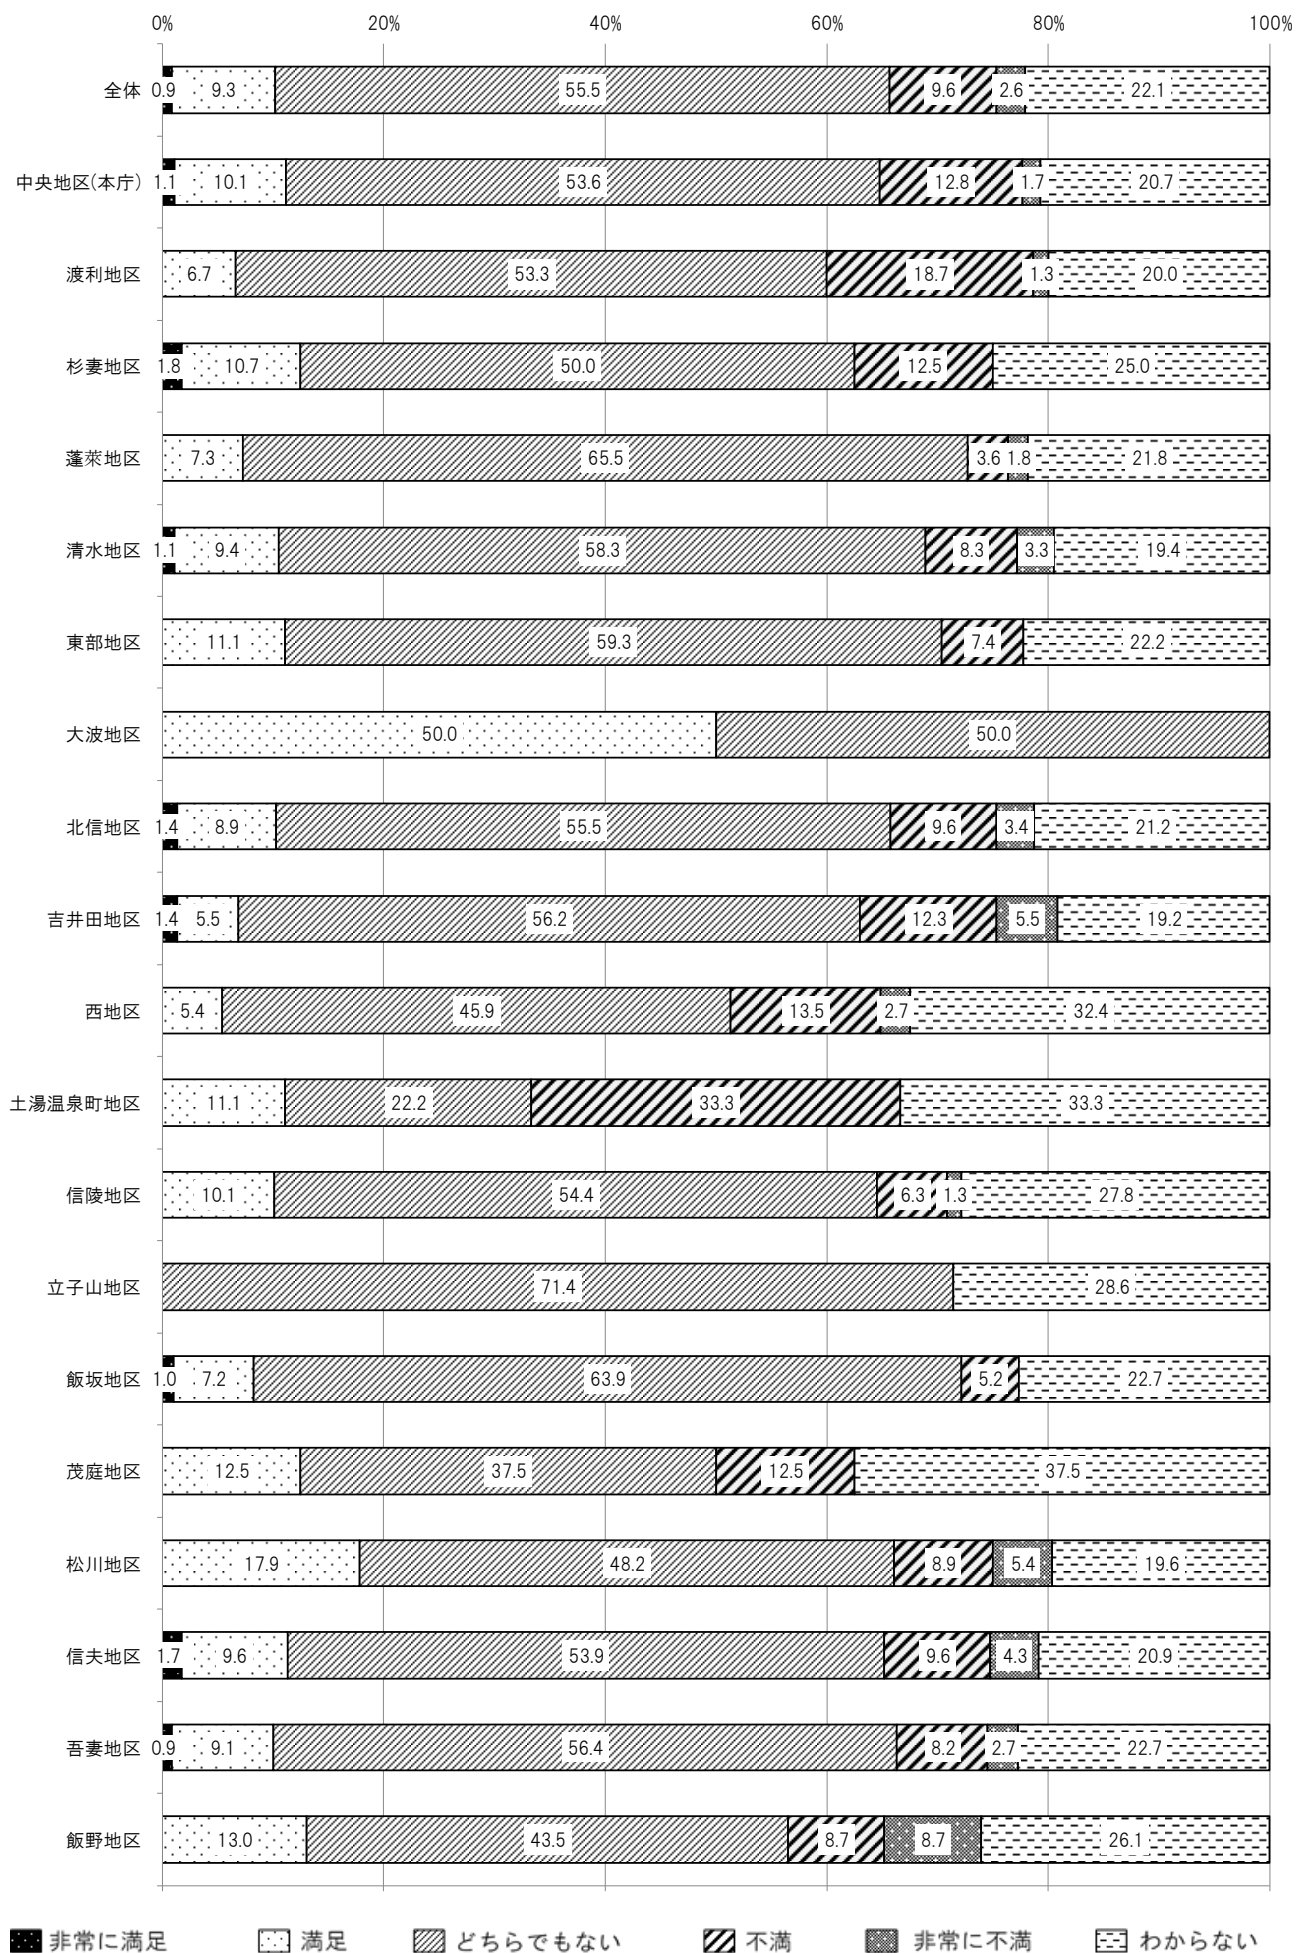 0% 20% 40% 60% 80% 100%
全体 0.9 9.3 55.5 9.6 2.6 22.1
中央地区(本庁) 1.1 10.1 53.6 12.8 1.7 20.7
渡利地区 6.7 53.3 18.7 1.3 20.0
杉妻地区 1.8 10.7 50.0 12.5 25.0
蓬萊地区 7.3 65.5 3.6 1.8 21.8
清水地区 1.1 9.4 58.3 8.3 3.3 19.4
東部地区 11.1 59.3 7.4 22.2
大波地区 50.0 50.0
北信地区 1.4 8.9 55.5 9.6 3.4 21.2
吉井田地区 1.4 5.5 56.2 12.3 5.5 19.2
西地区 5.4 45.9 13.5 2.7 32.4
土湯温泉町地区 11.1 22.2 33.3 33.3
信陵地区 10.1 54.4 6.3 1.3 27.8
立子山地区 71.4 28.6
飯坂地区 1.0 7.2 63.9 5.2 22.7
茂庭地区 12.5 37.5 12.5 37.5
松川地区 17.9 48.2 8.9 5.4 19.6
信夫地区 1.7 9.6 53.9 9.6 4.3 20.9
吾妻地区 0.9 9.1 56.4 8.2 2.7 22.7
飯野地区 13.0 43.5 8.7 8.7 26.1
非常に満足 満足 どちらでもない 不満 非常に不満 わからない